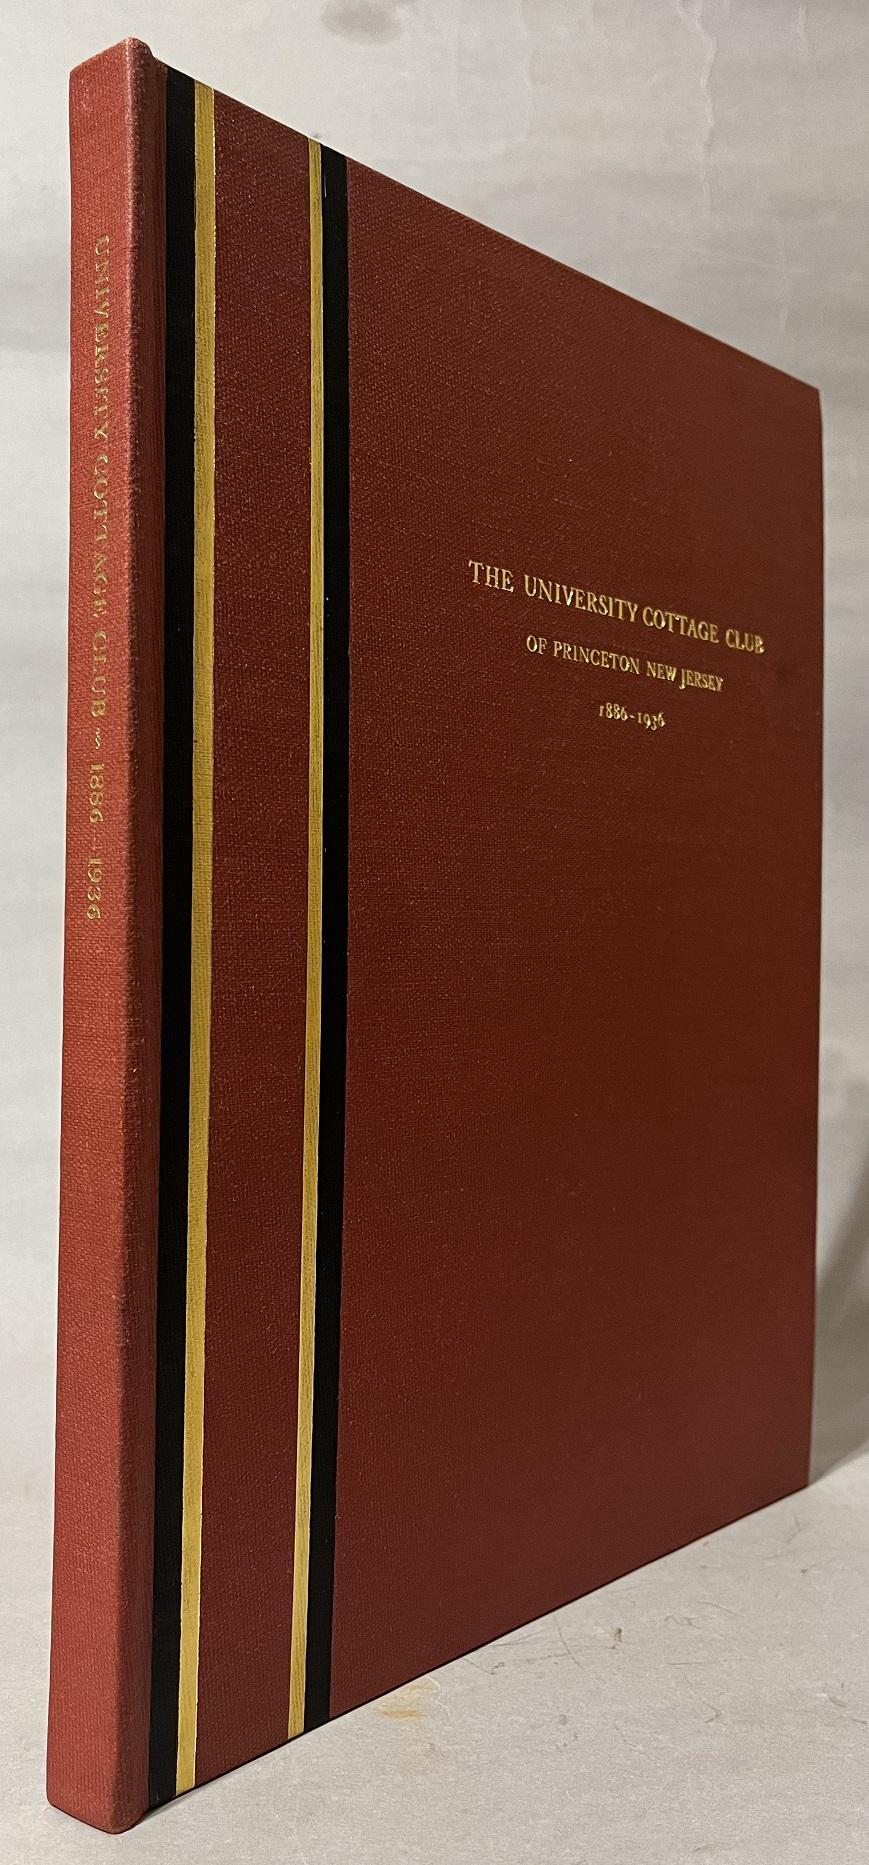 UNIVERSITY COTTAGE CLUB ~ 1886-1936
THE UNIVERSITY COTTAGE CLUB
OF PRINCETON NEW JERSEY
1886-1936